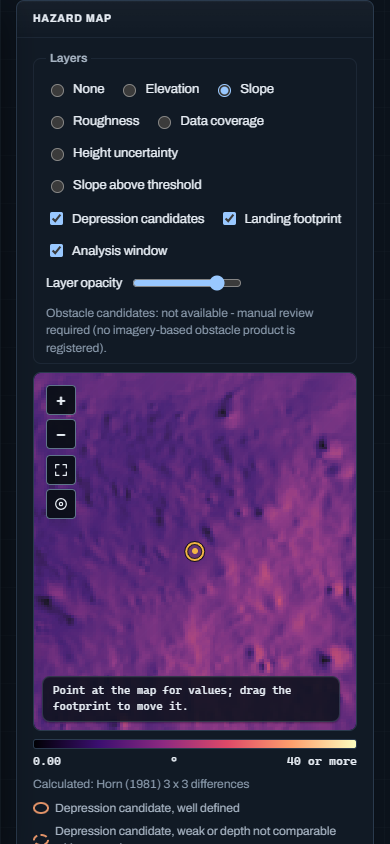 HAZARD MAP
Layers
None Elevation Slope
Roughness Data coverage
Height uncertainty
Slope above threshold
Depression candidates Landing footprint
Analysis window
Layer opacity
Obstacle candidates: not available - manual review
required (no imagery-based obstacle product is
registered).
+
−
Point at the map for values; drag the
footprint to move it.
0.00 ° 40 or more
Calculated: Horn (1981) 3 x 3 differences
Depression candidate, well defined
Depression candidate, weak or depth not comparable